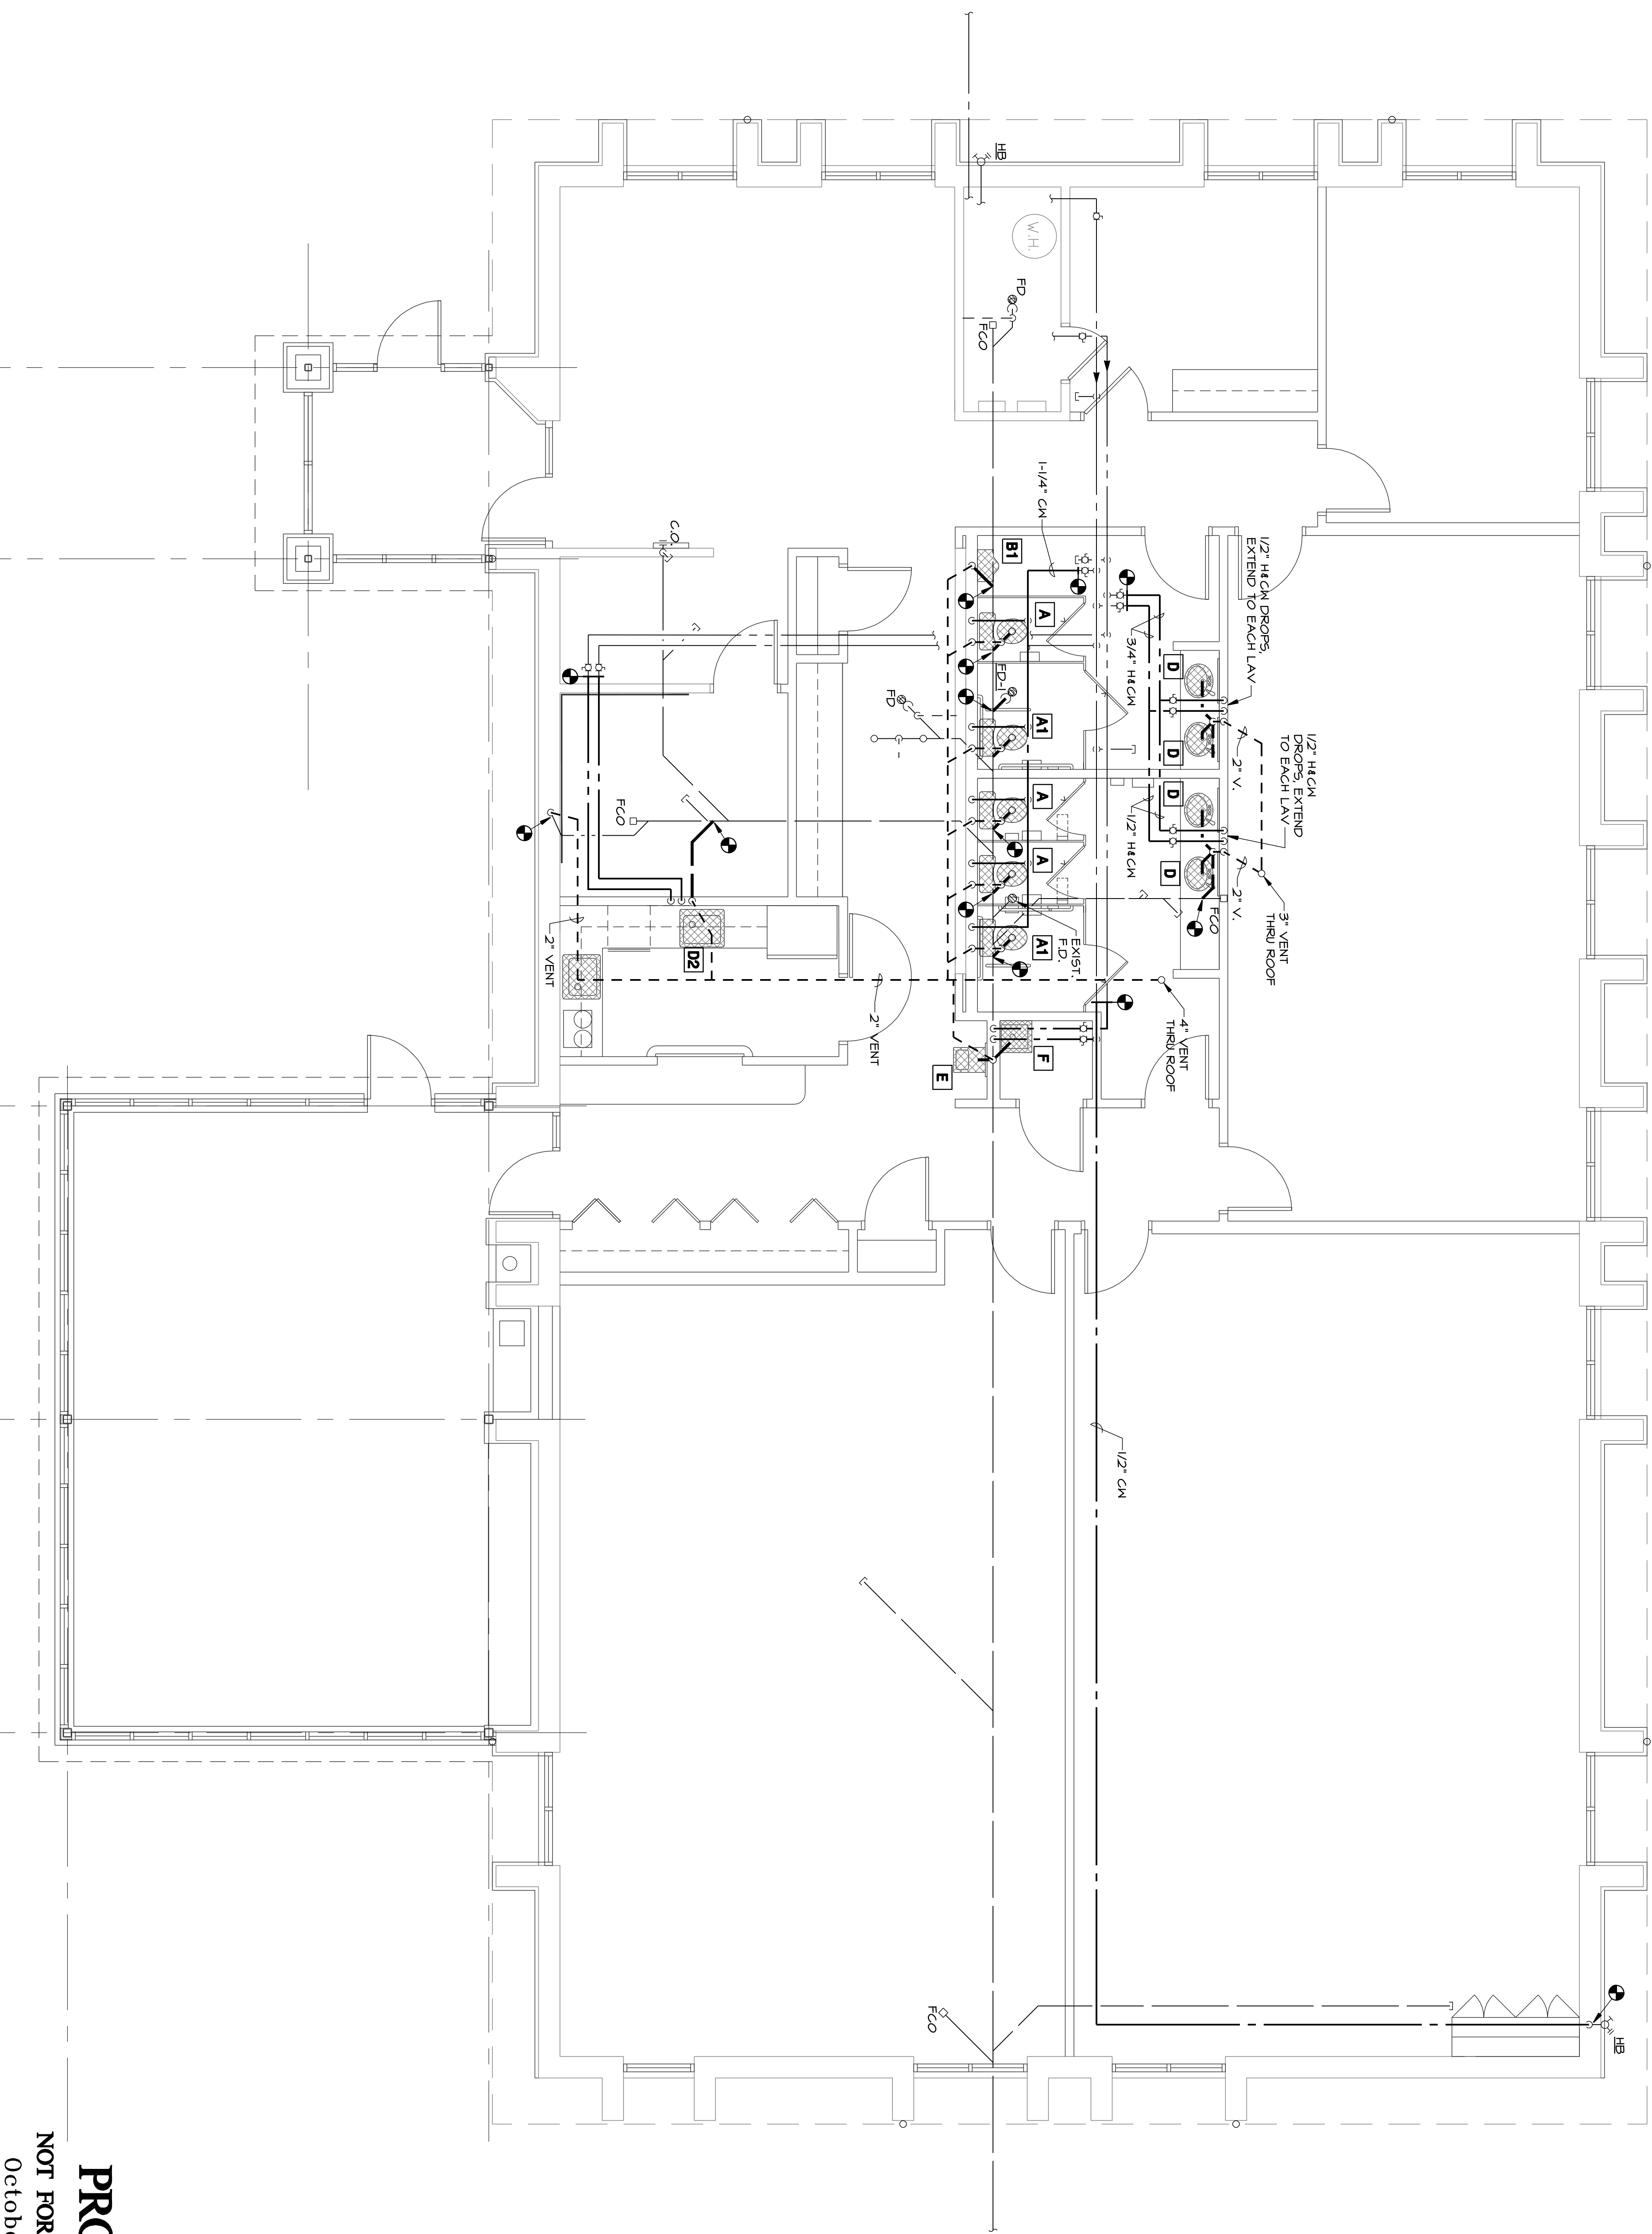 HB
W.H.
FD
FCO
1-1/4" CW
1/2" H&CW DROPS,
EXTEND TO EACH LAV
1/2" H&CW
DROPS, EXTEND
TO EACH LAV
C.O.
B1
A
FD-1
A1
A
A
A1
3/4" H&CW
1/2" H&CW
D
D
D
D
2" V.
2" V.
FCO
3" VENT
THRU ROOF
EXIST.
F.D.
4" VENT
THRU ROOF
FD
FCO
D2
2" VENT
2" VENT
F
E
1/2" CW
FCO
HB
PRO
NOT FOR
Octobe